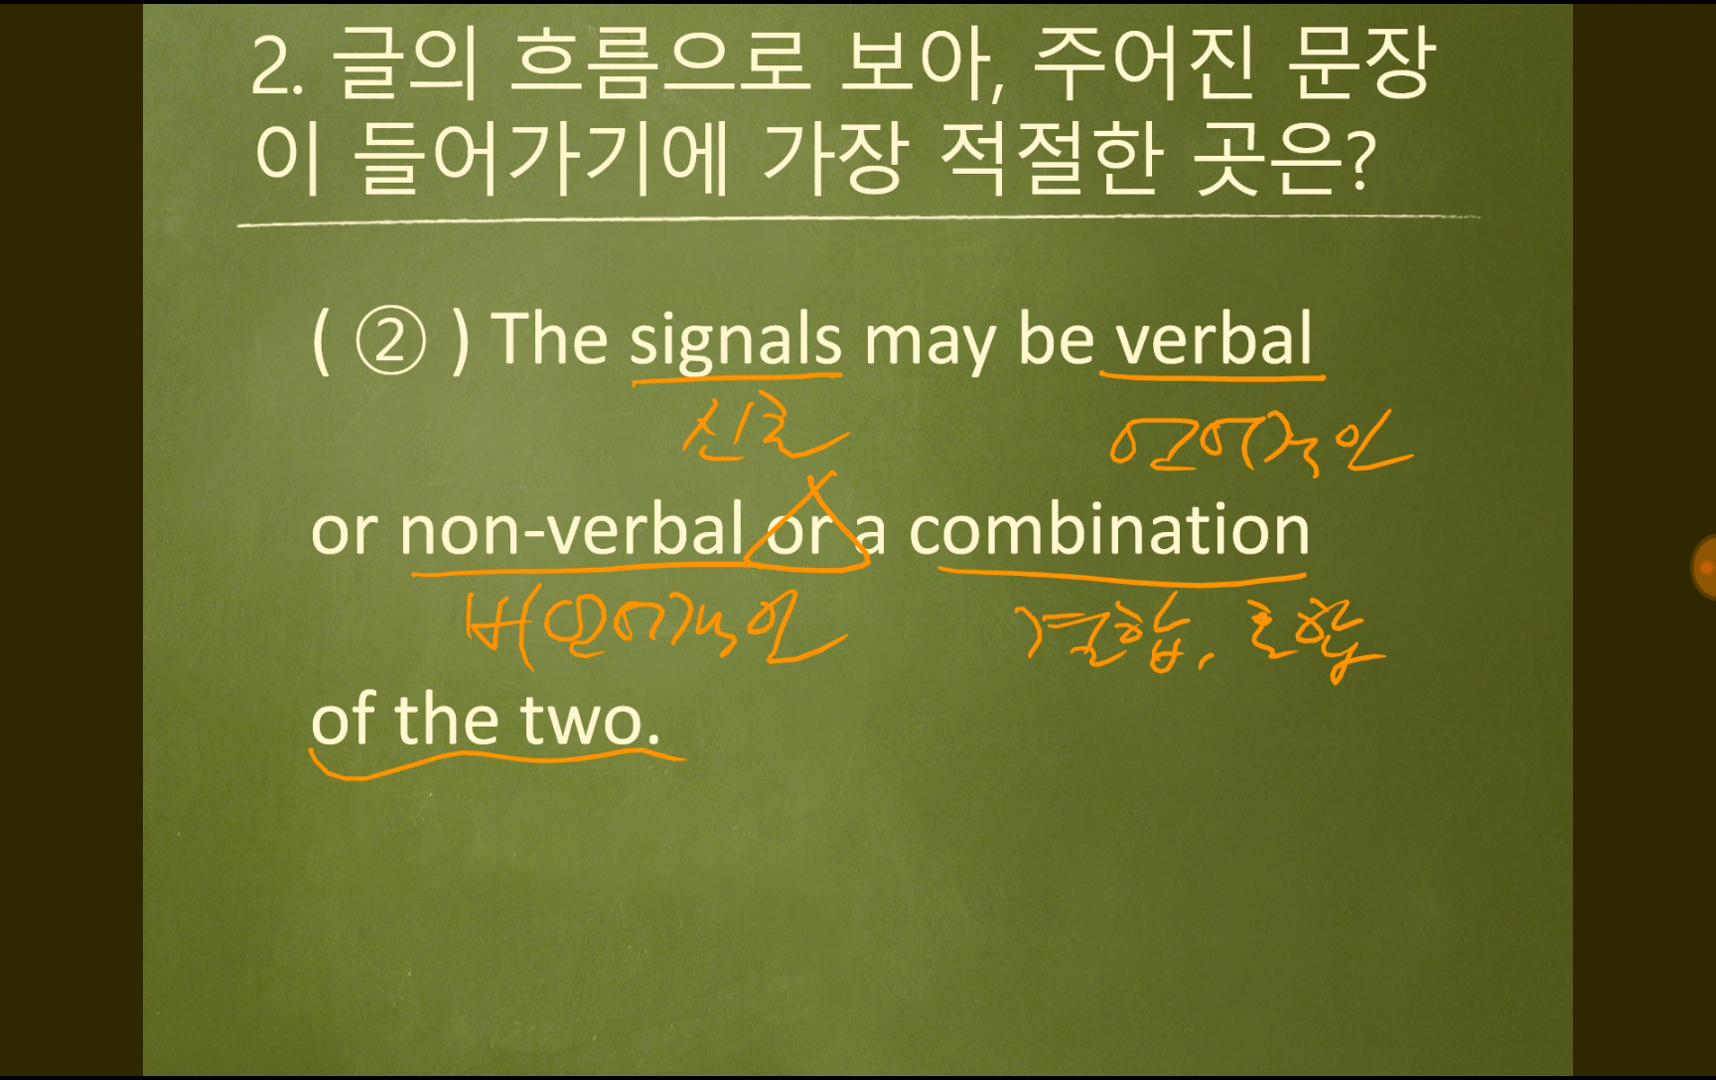 2. 글의 흐름으로 보아, 주어진 문장
이 들어가기에 가장 적절한 곳은?
( ② ) The signals may be verbal
신호 언어적인
or non-verbal or a combination
비언어적인 결합, 조합
of the two.